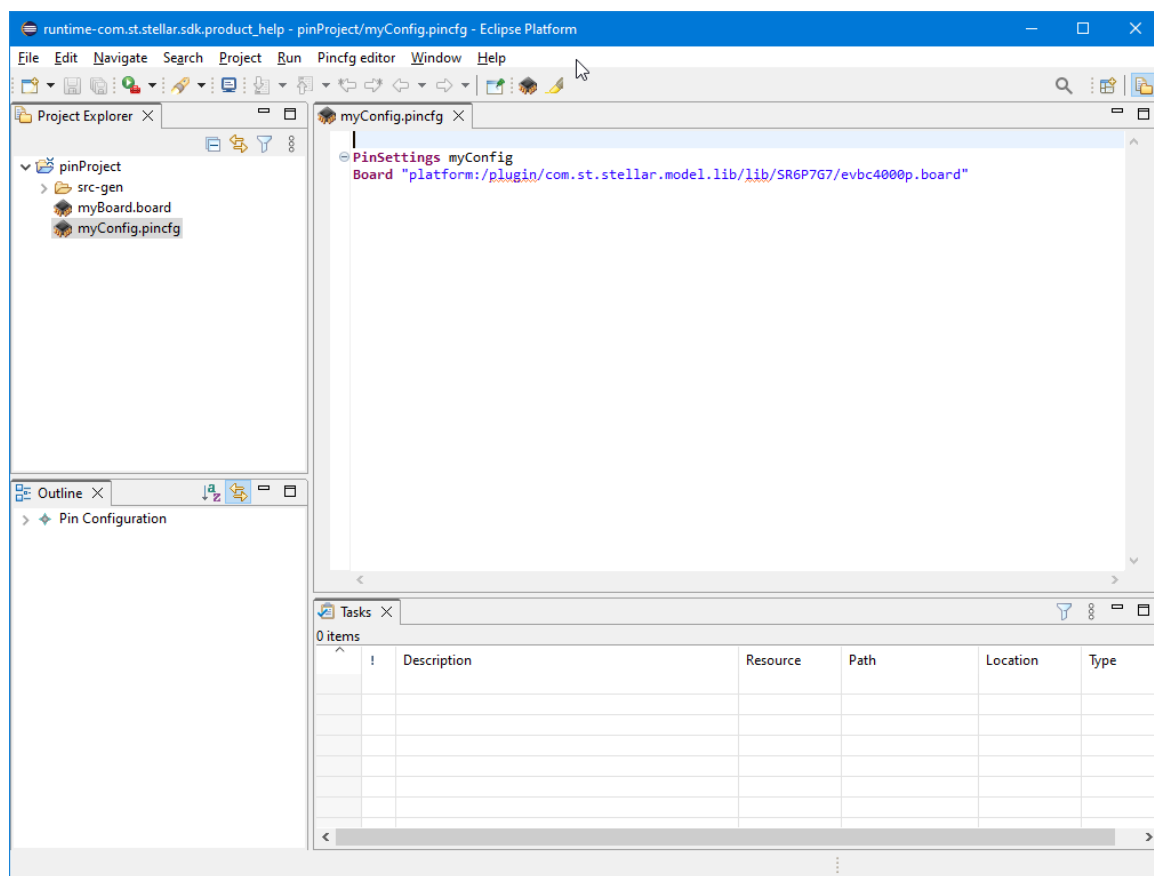 runtime-com.st.stellar.sdk.product_help - pinProject/myConfig.pincfg - Eclipse Platform
File Edit Navigate Search Project Run Pincfg editor Window Help
Project Explorer
pinProject
src-gen
myBoard.board
myConfig.pincfg
myConfig.pincfg
PinSettings myConfig
Board "platform:/plugin/com.st.stellar.model.lib/lib/SR6P7G7/evbc4000p.board"
Outline
Pin Configuration
Tasks
0 items
! Description Resource Path Location Type